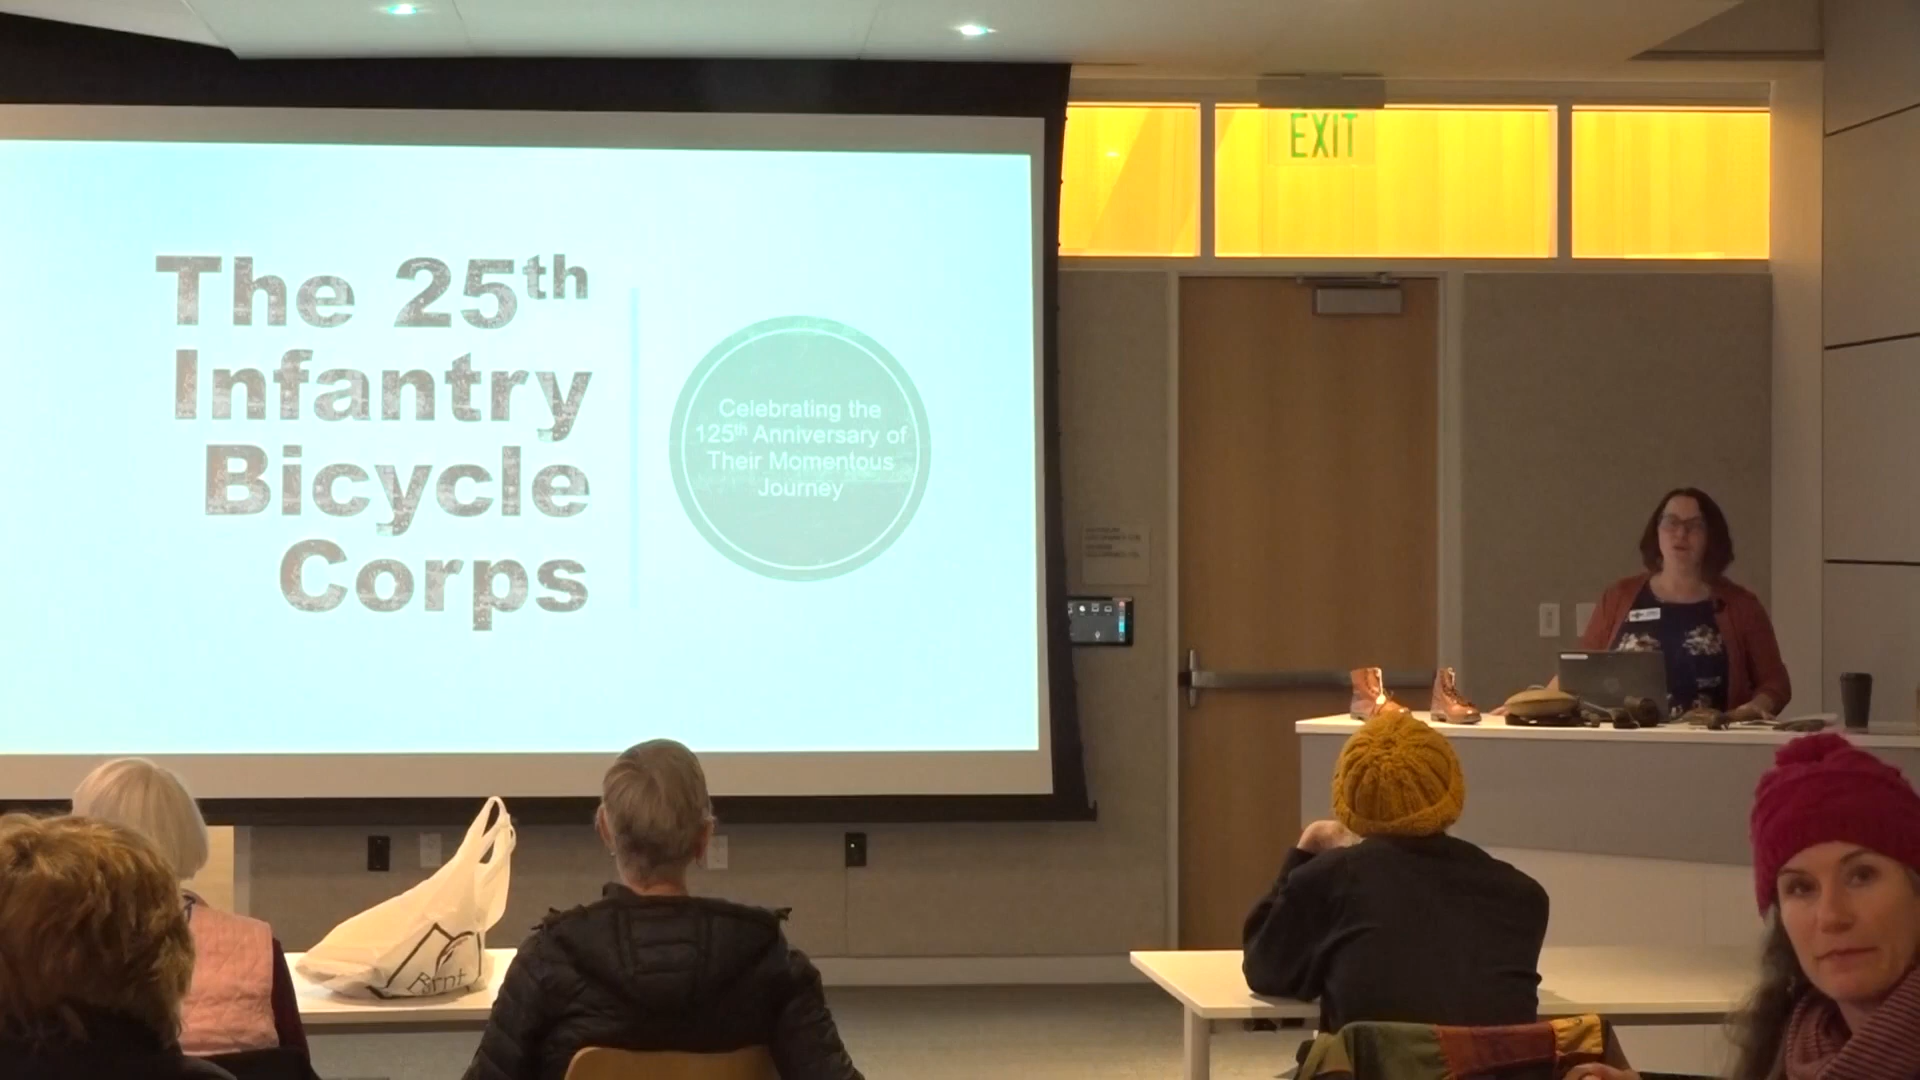 The 25th
Infantry
Bicycle
Corps
Celebrating the
125th Anniversary of
Their Momentous
Journey
EXIT